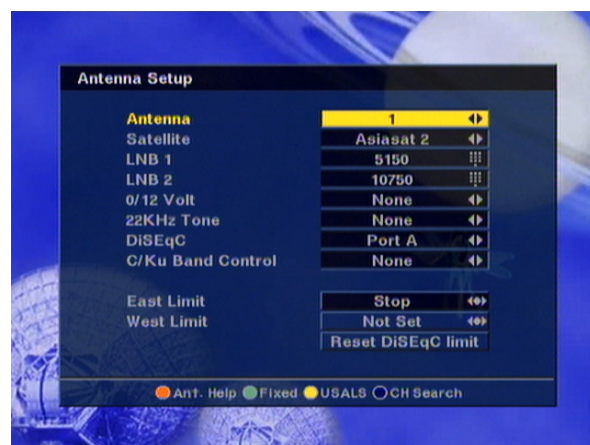 Antenna Setup
Antenna 1
Satellite Asiasat 2
LNB 1 5150
LNB 2 10750
0/12 Volt None
22KHz Tone None
DiSEqC Port A
C/Ku Band Control None
East Limit Stop
West Limit Not Set
Reset DiSEqC limit
Ant. Help Fixed USALS CH Search